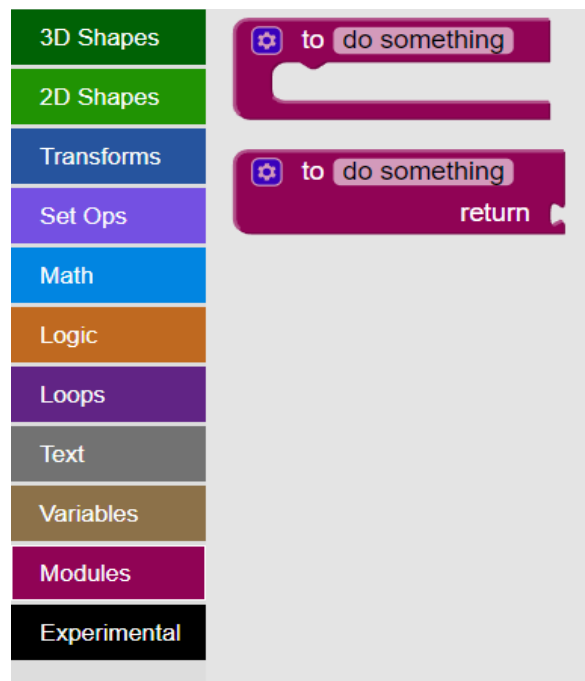 3D Shapes
2D Shapes
Transforms
Set Ops
Math
Logic
Loops
Text
Variables
Modules
Experimental
to do something
to do something
return